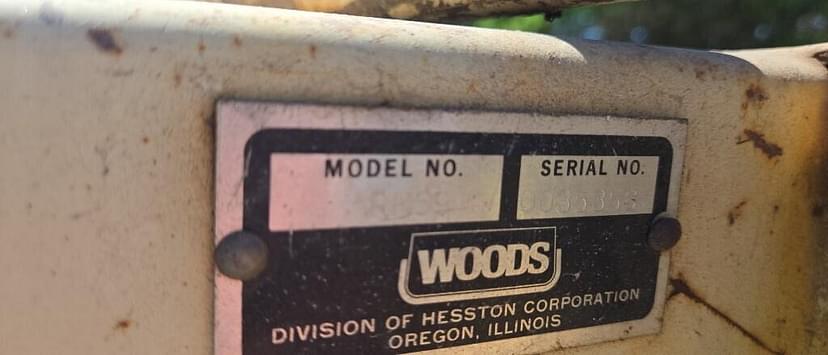 MODEL NO. SERIAL NO.
WOODS
DIVISION OF HESSTON CORPORATION
OREGON, ILLINOIS